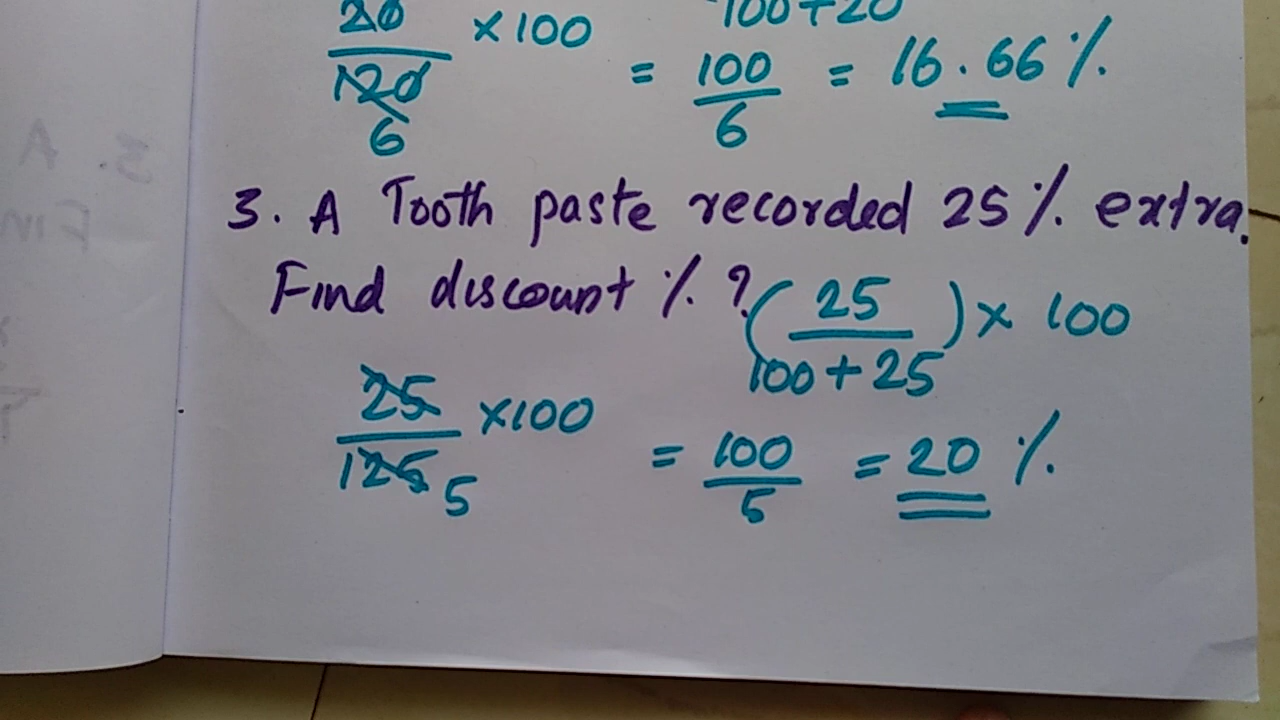 20 × 100 100+20
120 = 100 = 16.66 %
6 6
3. A Tooth paste recorded 25% extra.
Find discount %? ( 25 ) × 100
100+25
25 ×100
125 5 = 100 = 20 %
5